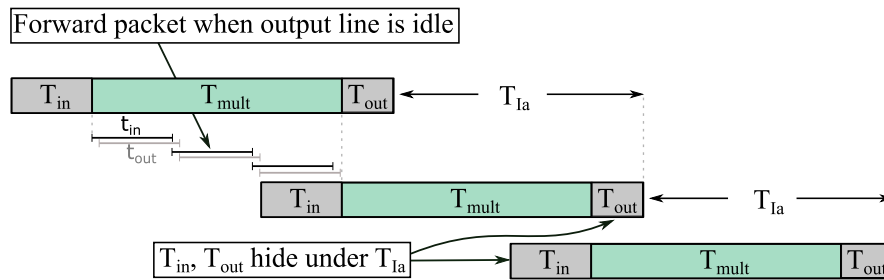 Forward packet when output line is idle
T_in T_mult T_out T_Ia
t_in
t_out
T_in T_mult T_out T_Ia
T_in, T_out hide under T_Ia
T_in T_mult T_out